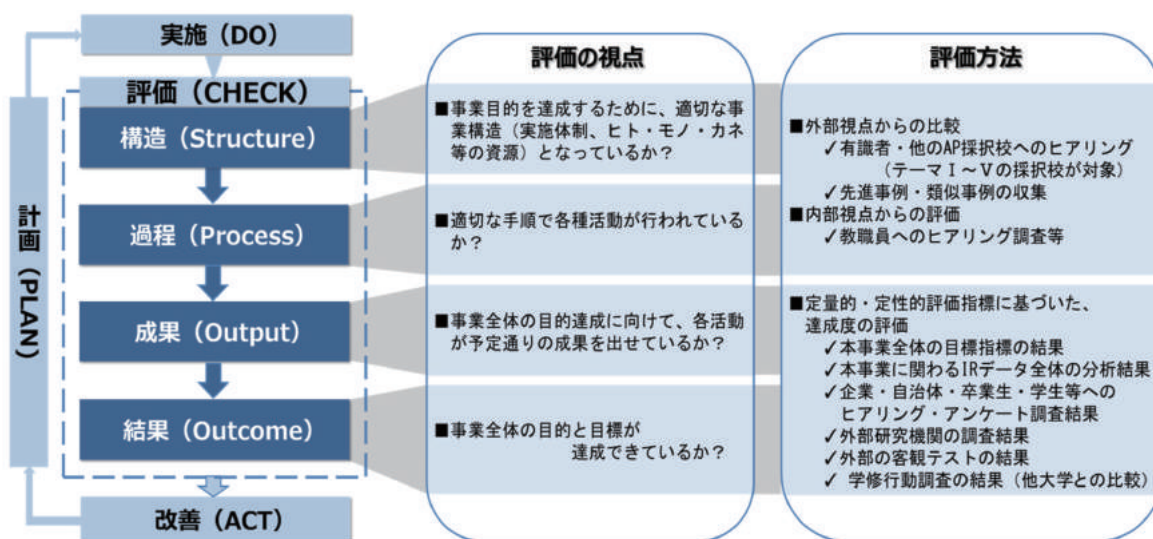 実施（DO）
評価（CHECK）
構造（Structure）
過程（Process）
成果（Output）
結果（Outcome）
改善（ACT）
計画（PLAN）
評価の視点
■事業目的を達成するために、適切な事
業構造（実施体制、ヒト・モノ・カネ
等の資源）となっているか？
■適切な手順で各種活動が行われている
か？
■事業全体の目的達成に向けて、各活動
が予定通りの成果を出せているか？
■事業全体の目的と目標が
達成できているか？
評価方法
■外部視点からの比較
✓有識者・他のAP採択校へのヒアリング
（テーマⅠ～Ⅴの採択校が対象）
✓先進事例・類似事例の収集
■内部視点からの評価
✓教職員へのヒアリング調査等
■定量的・定性的評価指標に基づいた、
達成度の評価
✓本事業全体の目標指標の結果
✓本事業に関わるIRデータ全体の分析結果
✓企業・自治体・卒業生・学生等への
ヒアリング・アンケート調査結果
✓外部研究機関の調査結果
✓外部の客観テストの結果
✓ 学修行動調査の結果（他大学との比較）